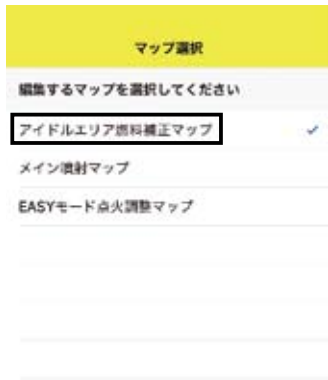 マップ選択
編集するマップを選択してください
アイドルエリア燃料補正マップ
メイン噴射マップ
EASYモード点火調整マップ